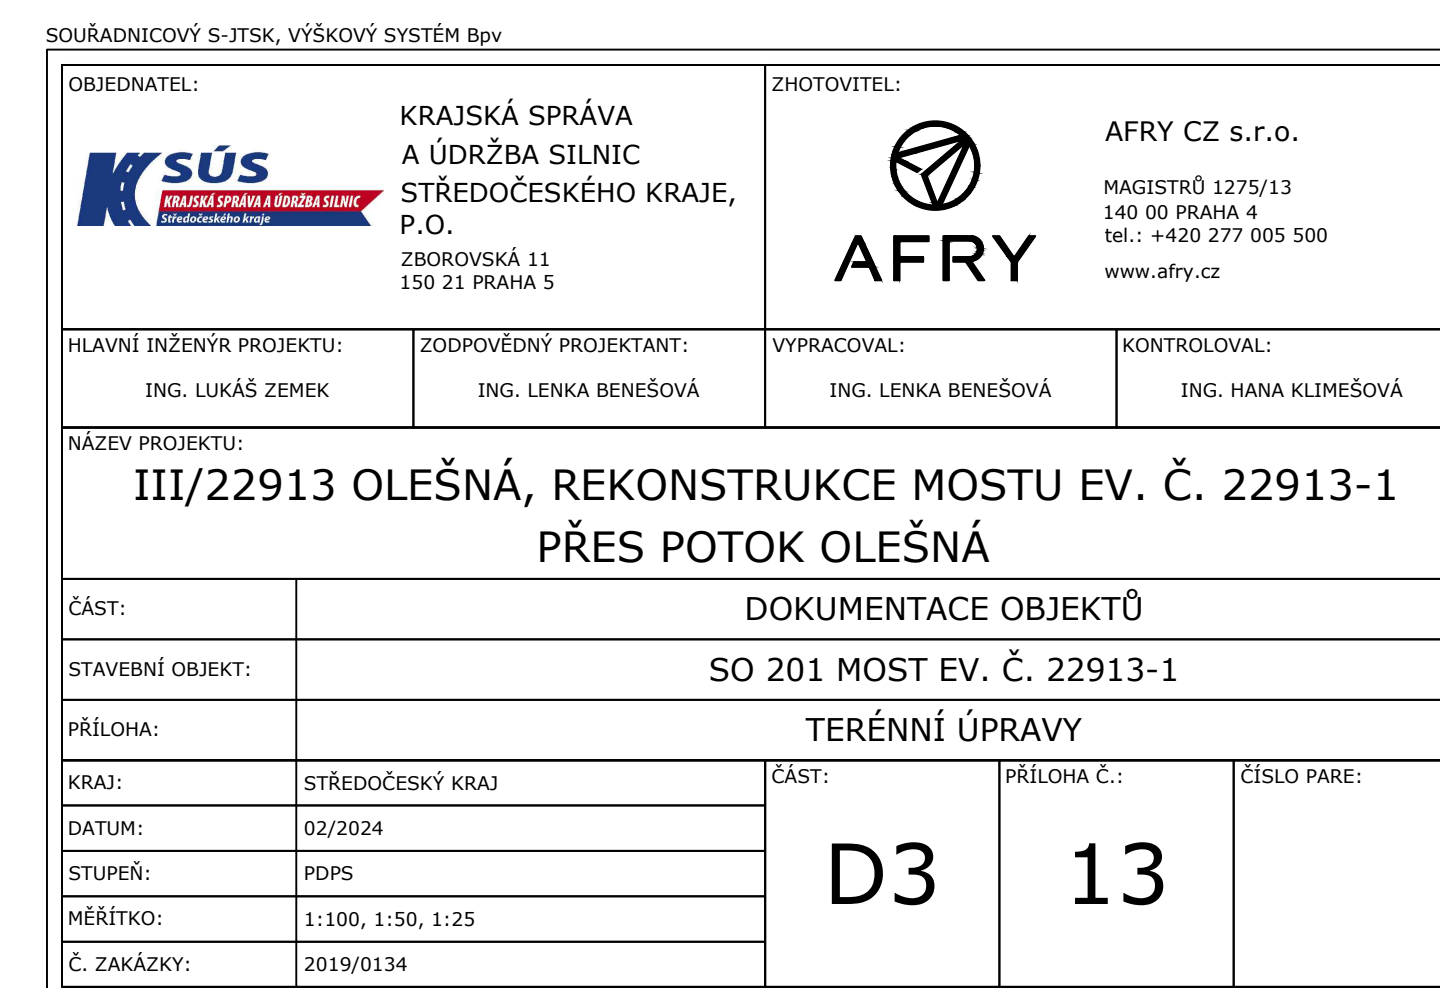 SOUŘADNICOVÝ S-JTSK, VÝŠKOVÝ SYSTÉM Bpv
OBJEDNATEL:
KSÚS
KRAJSKÁ SPRÁVA A ÚDRŽBA SILNIC
Středočeského kraje
KRAJSKÁ SPRÁVA
A ÚDRŽBA SILNIC
STŘEDOČESKÉHO KRAJE,
P.O.
ZBOROVSKÁ 11
150 21 PRAHA 5
ZHOTOVITEL:
AFRY
AFRY CZ s.r.o.
MAGISTRŮ 1275/13
140 00 PRAHA 4
tel.: +420 277 005 500
www.afry.cz
HLAVNÍ INŽENÝR PROJEKTU:
ING. LUKÁŠ ZEMEK
ZODPOVĚDNÝ PROJEKTANT:
ING. LENKA BENEŠOVÁ
VYPRACOVAL:
ING. LENKA BENEŠOVÁ
KONTROLOVAL:
ING. HANA KLIMEŠOVÁ
NÁZEV PROJEKTU:
III/22913 OLEŠNÁ, REKONSTRUKCE MOSTU EV. Č. 22913-1
PŘES POTOK OLEŠNÁ
ČÁST: DOKUMENTACE OBJEKTŮ
STAVEBNÍ OBJEKT: SO 201 MOST EV. Č. 22913-1
PŘÍLOHA: TERÉNNÍ ÚPRAVY
KRAJ: STŘEDOČESKÝ KRAJ
DATUM: 02/2024
STUPEŇ: PDPS
MĚŘÍTKO: 1:100, 1:50, 1:25
Č. ZAKÁZKY: 2019/0134
ČÁST:
D3
PŘÍLOHA Č.:
13
ČÍSLO PARE: